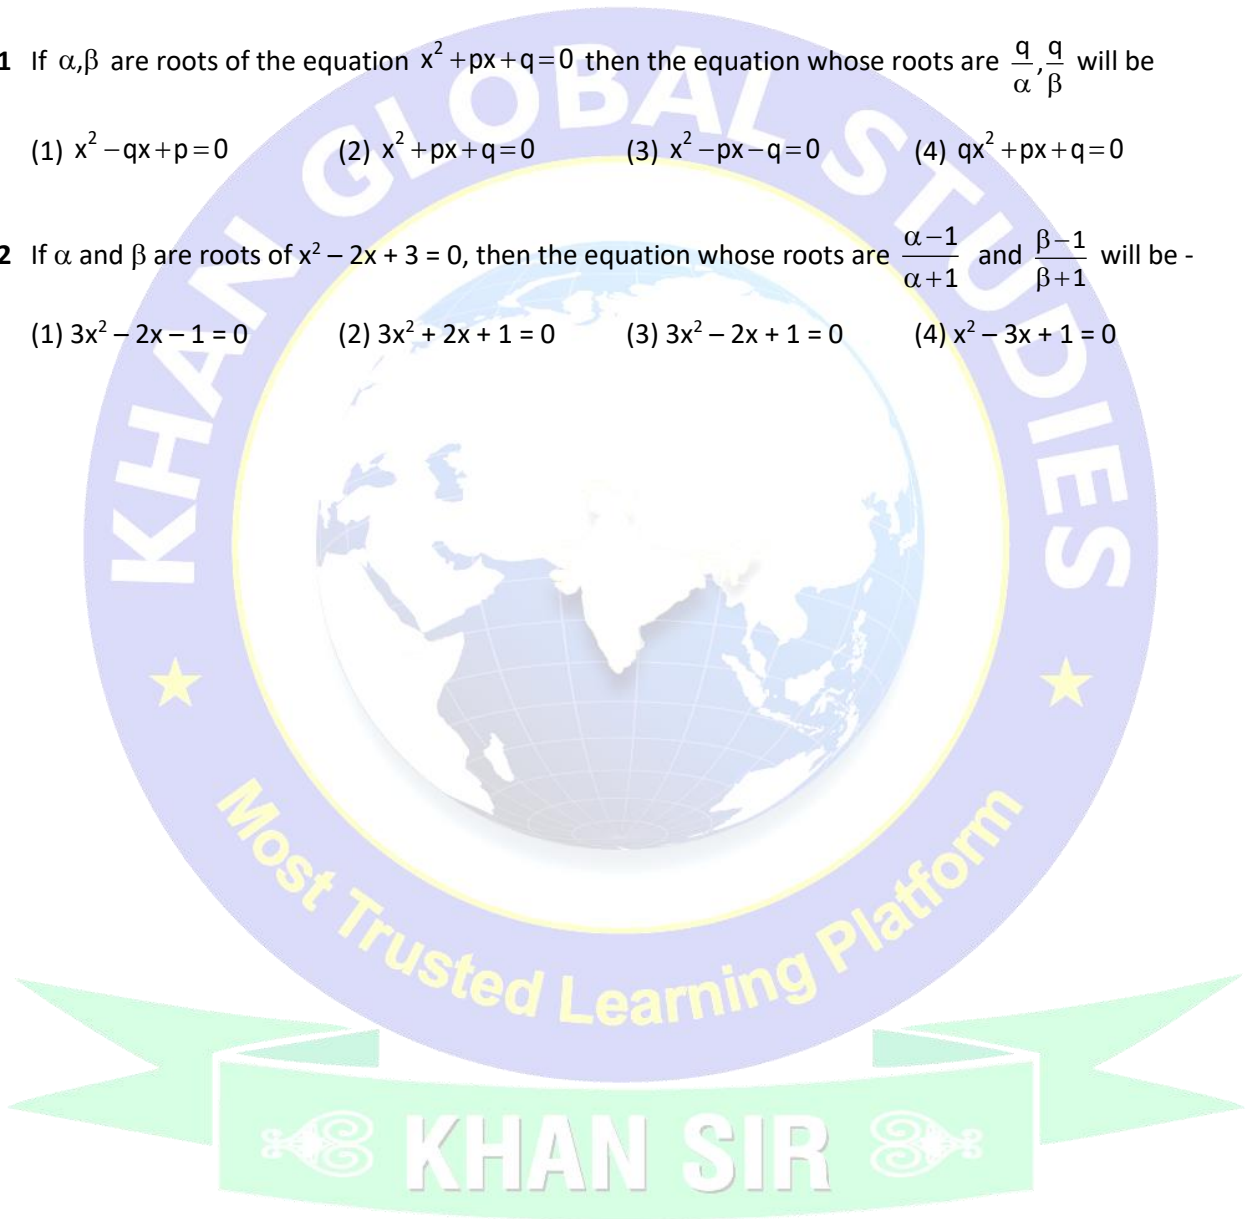 1 If α,β are roots of the equation x² +px+q=0 then the equation whose roots are q/α, q/β will be
(1) x² −qx+p=0 (2) x² +px+q=0 (3) x² −px−q=0 (4) qx² +px+q=0
2 If α and β are roots of x² – 2x + 3 = 0, then the equation whose roots are α−1/α+1 and β−1/β+1 will be -
(1) 3x² – 2x – 1 = 0 (2) 3x² + 2x + 1 = 0 (3) 3x² – 2x + 1 = 0 (4) x² – 3x + 1 = 0
KHAN GLOBAL STUDIES
Most Trusted Learning Platform
KHAN SIR